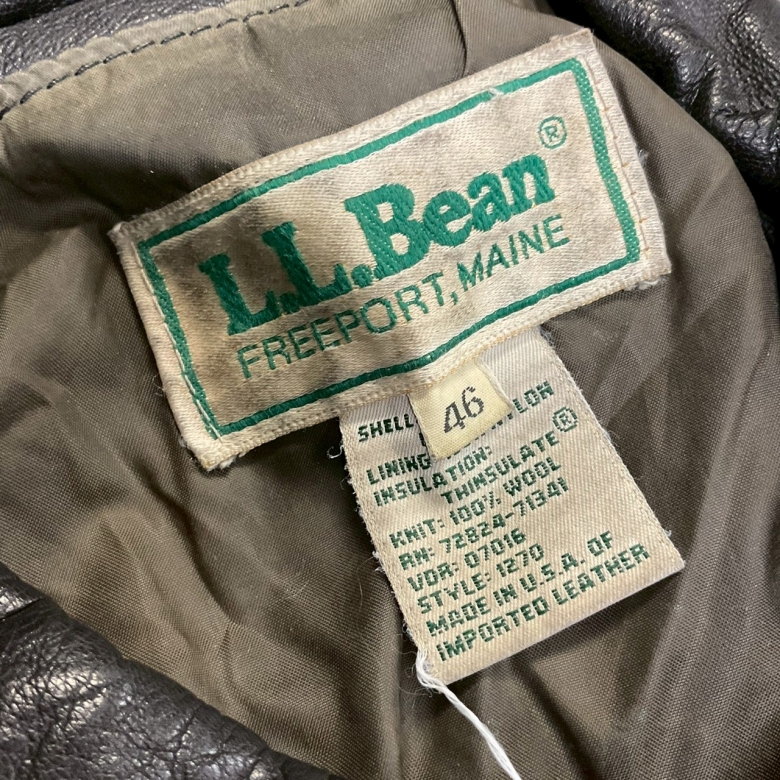 L.L.Bean®
FREEPORT, MAINE
46
SHELL
LINING
INSULATION:
THINSULATE®
KNIT: 100% WOOL
RN: 72824-71341
VDR: 07016
STYLE: 1270
MADE IN U.S.A. OF
IMPORTED LEATHER